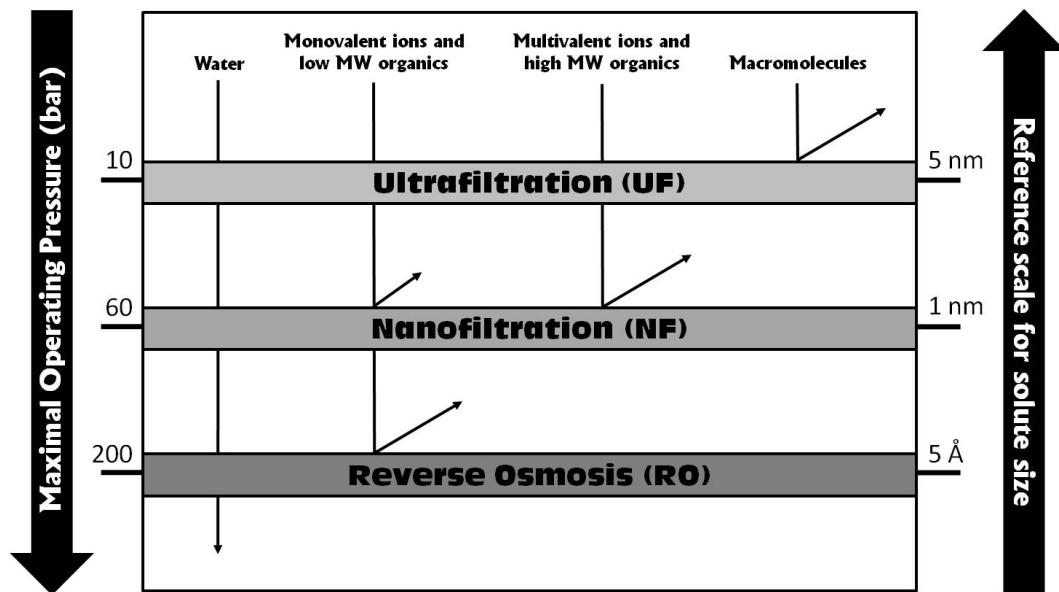 Maximal Operating Pressure (bar)
Water
Monovalent ions and
low MW organics
Multivalent ions and
high MW organics
Macromolecules
10
Ultrafiltration (UF)
5 nm
60
Nanofiltration (NF)
1 nm
200
Reverse Osmosis (RO)
5 Å
Reference scale for solute size